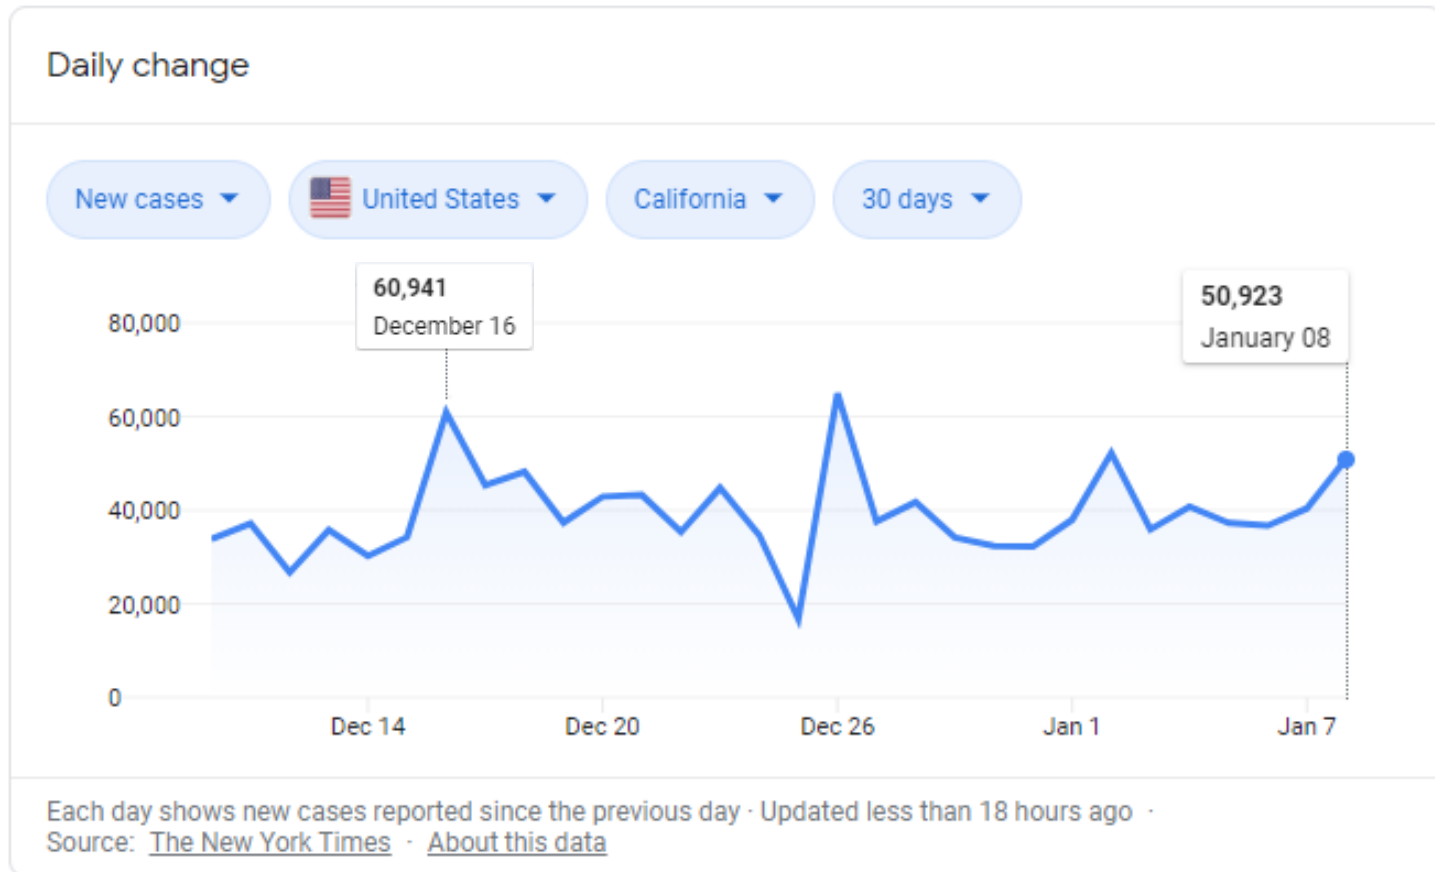 Daily change
New cases United States California 30 days
60,941
December 16
50,923
January 08
80,000
60,000
40,000
20,000
0
Dec 14 Dec 20 Dec 26 Jan 1 Jan 7
Each day shows new cases reported since the previous day · Updated less than 18 hours ago ·
Source: The New York Times · About this data